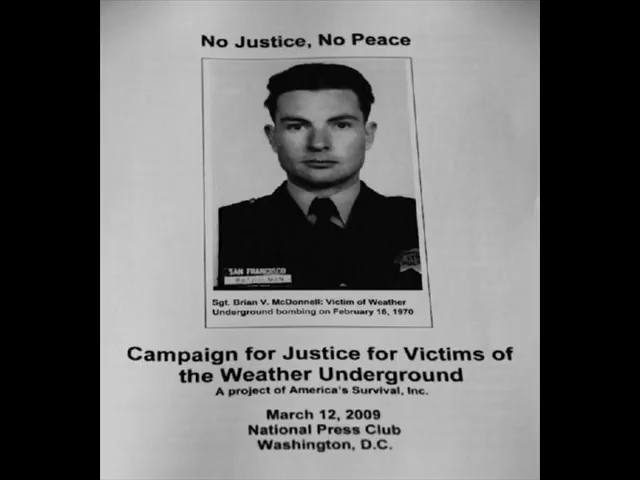 No Justice, No Peace
SAN FRANCISCO
Sgt. Brian V. McDonnell: Victim of Weather
Underground bombing on February 16, 1970
Campaign for Justice for Victims of
the Weather Underground
A project of America's Survival, Inc.
March 12, 2009
National Press Club
Washington, D.C.